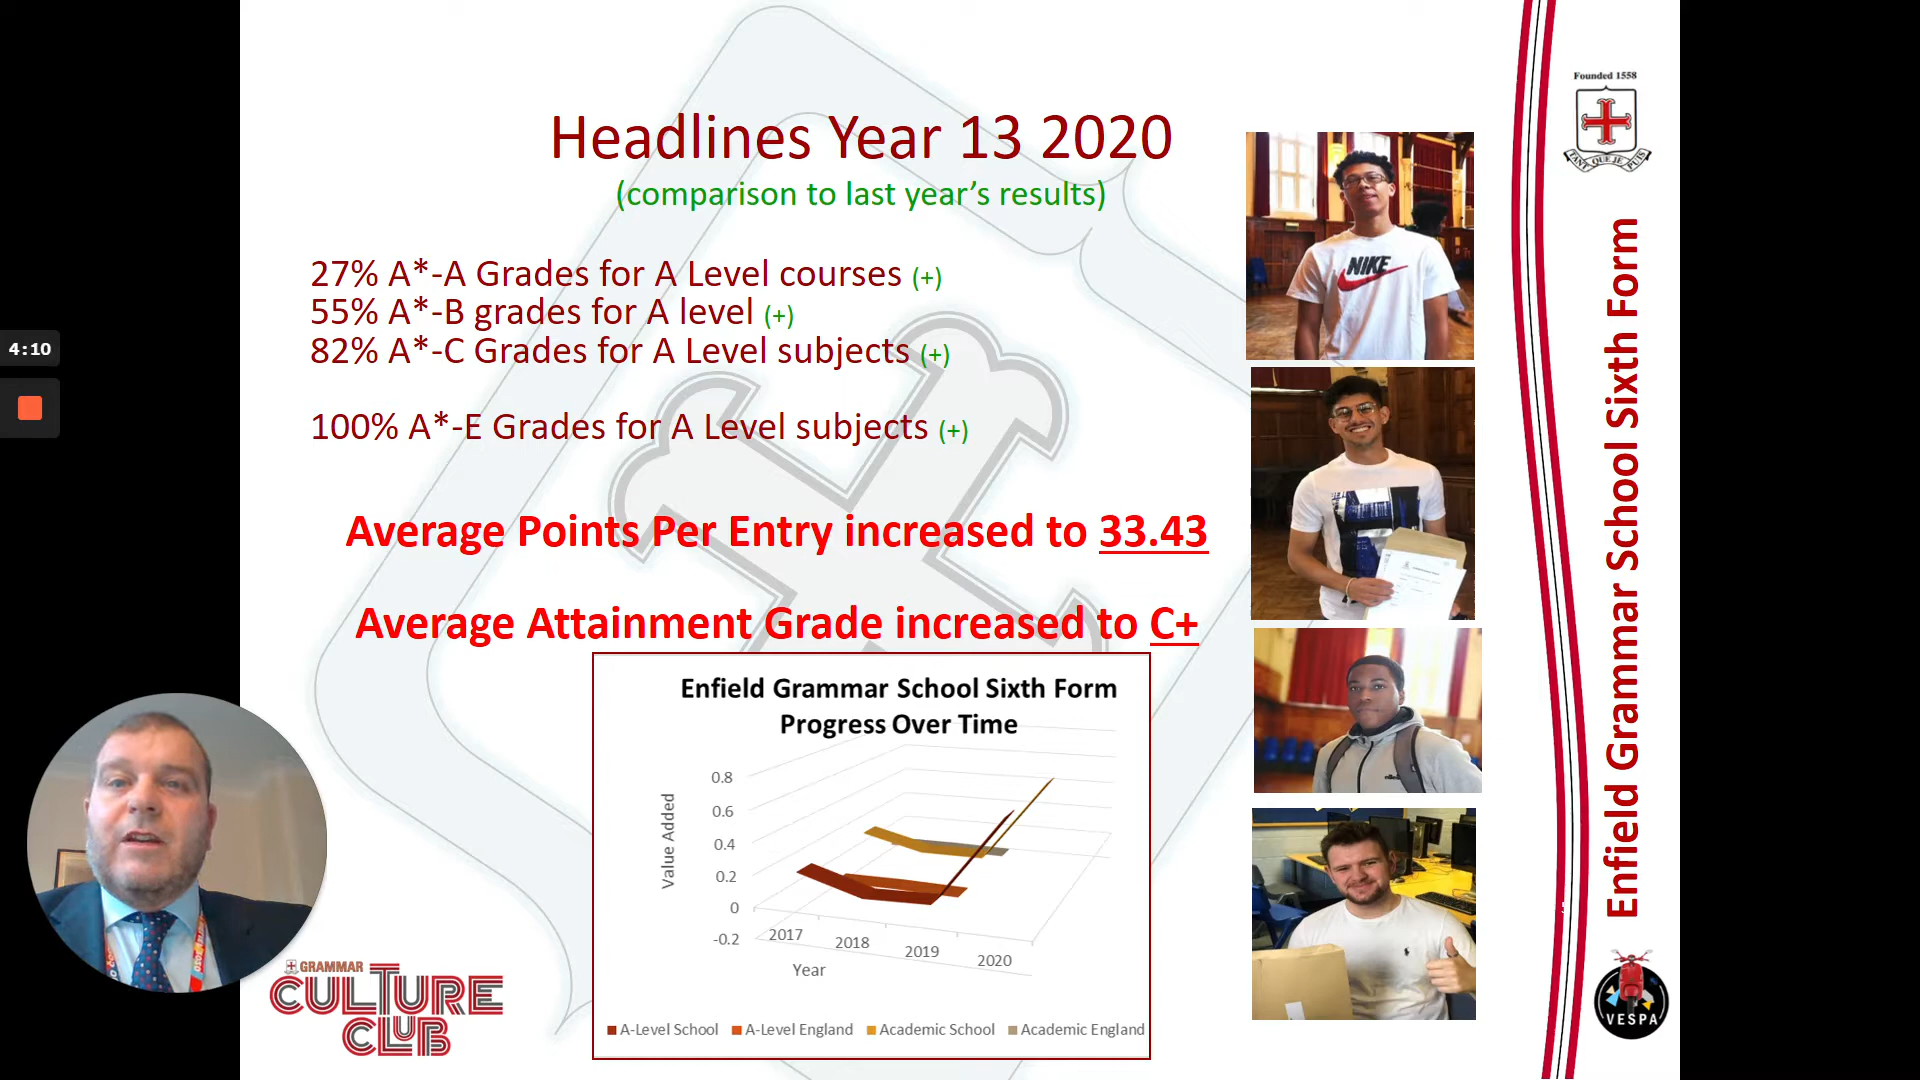 Headlines Year 13 2020
(comparison to last year's results)
27% A*-A Grades for A Level courses (+)
55% A*-B grades for A level (+)
82% A*-C Grades for A Level subjects (+)
100% A*-E Grades for A Level subjects (+)
Average Points Per Entry increased to 33.43
Average Attainment Grade increased to C+
Enfield Grammar School Sixth Form
Progress Over Time
Value Added
0.8
0.6
0.4
0.2
0
-0.2
2017
2018
2019
2020
Year
A-Level School
A-Level England
Academic School
Academic England
4:10
GRAMMAR
CULTURE
CLUB
NIKE
Founded 1558
TANT QUE JE PUIS
Enfield Grammar School Sixth Form
VESPA